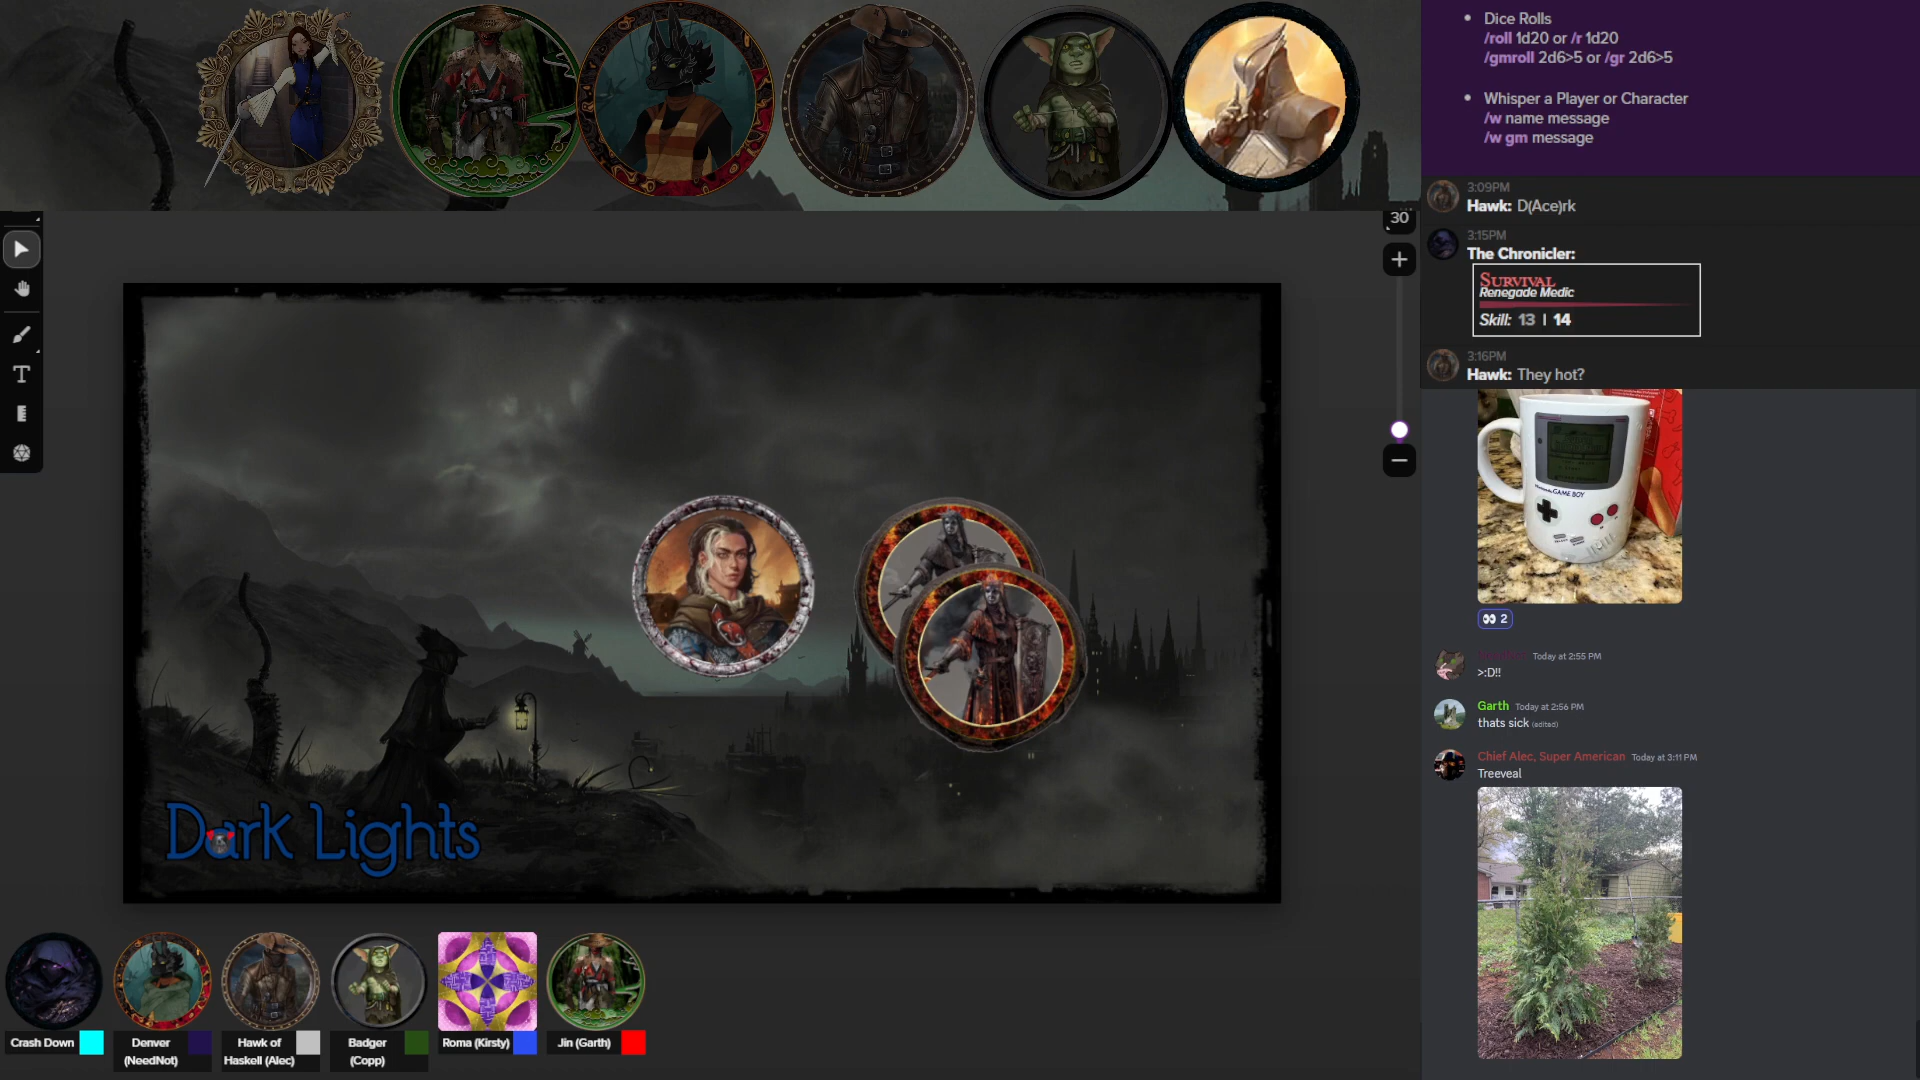 Dice Rolls
/roll 1d20 or /r 1d20
/gmroll 2d6>5 or /gr 2d6>5
Whisper a Player or Character
/w name message
/w gm message
3:09PM
Hawk: D(Ace)rk
3:15PM
The Chronicler:
Survival
Renegade Medic
Skill: 13 | 14
3:16PM
Hawk: They hot?
30
Nintendo GAME BOY
2
Today at 2:55 PM
>:D!!
Garth Today at 2:56 PM
thats sick (edited)
Chief Alec, Super American Today at 3:11 PM
Treeveal
Dark Lights
Crash Down
Denver (NeedNot)
Hawk of Haskell (Alec)
Badger (Copp)
Roma (Kirsty)
Jin (Garth)